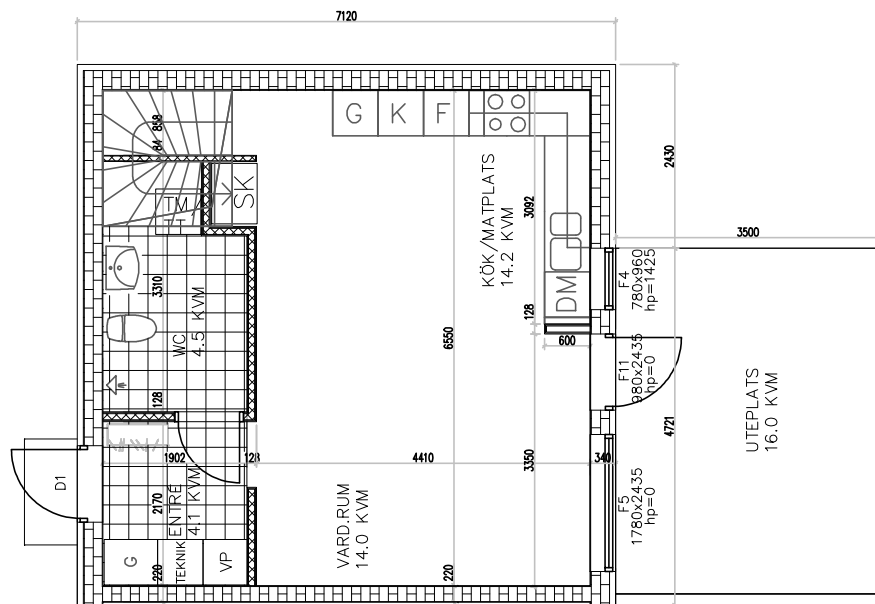 7120
858
84
G
K
F
SK
TM
TT
KÖK/MATPLATS
14.2 KVM
3092
2430
3500
3310
WC
4.5 KVM
128
DM
128
600
6550
F4
780x960
hp=1425
F11
980x2435
hp=0
UTEPLATS
16.0 KVM
4721
D1
1902
128
4410
3350
340
2170
ENTRÉ
4.1 KVM
VARD.RUM
14.0 KVM
F5
1780x2435
hp=0
G
TEKNIK
VP
220
220